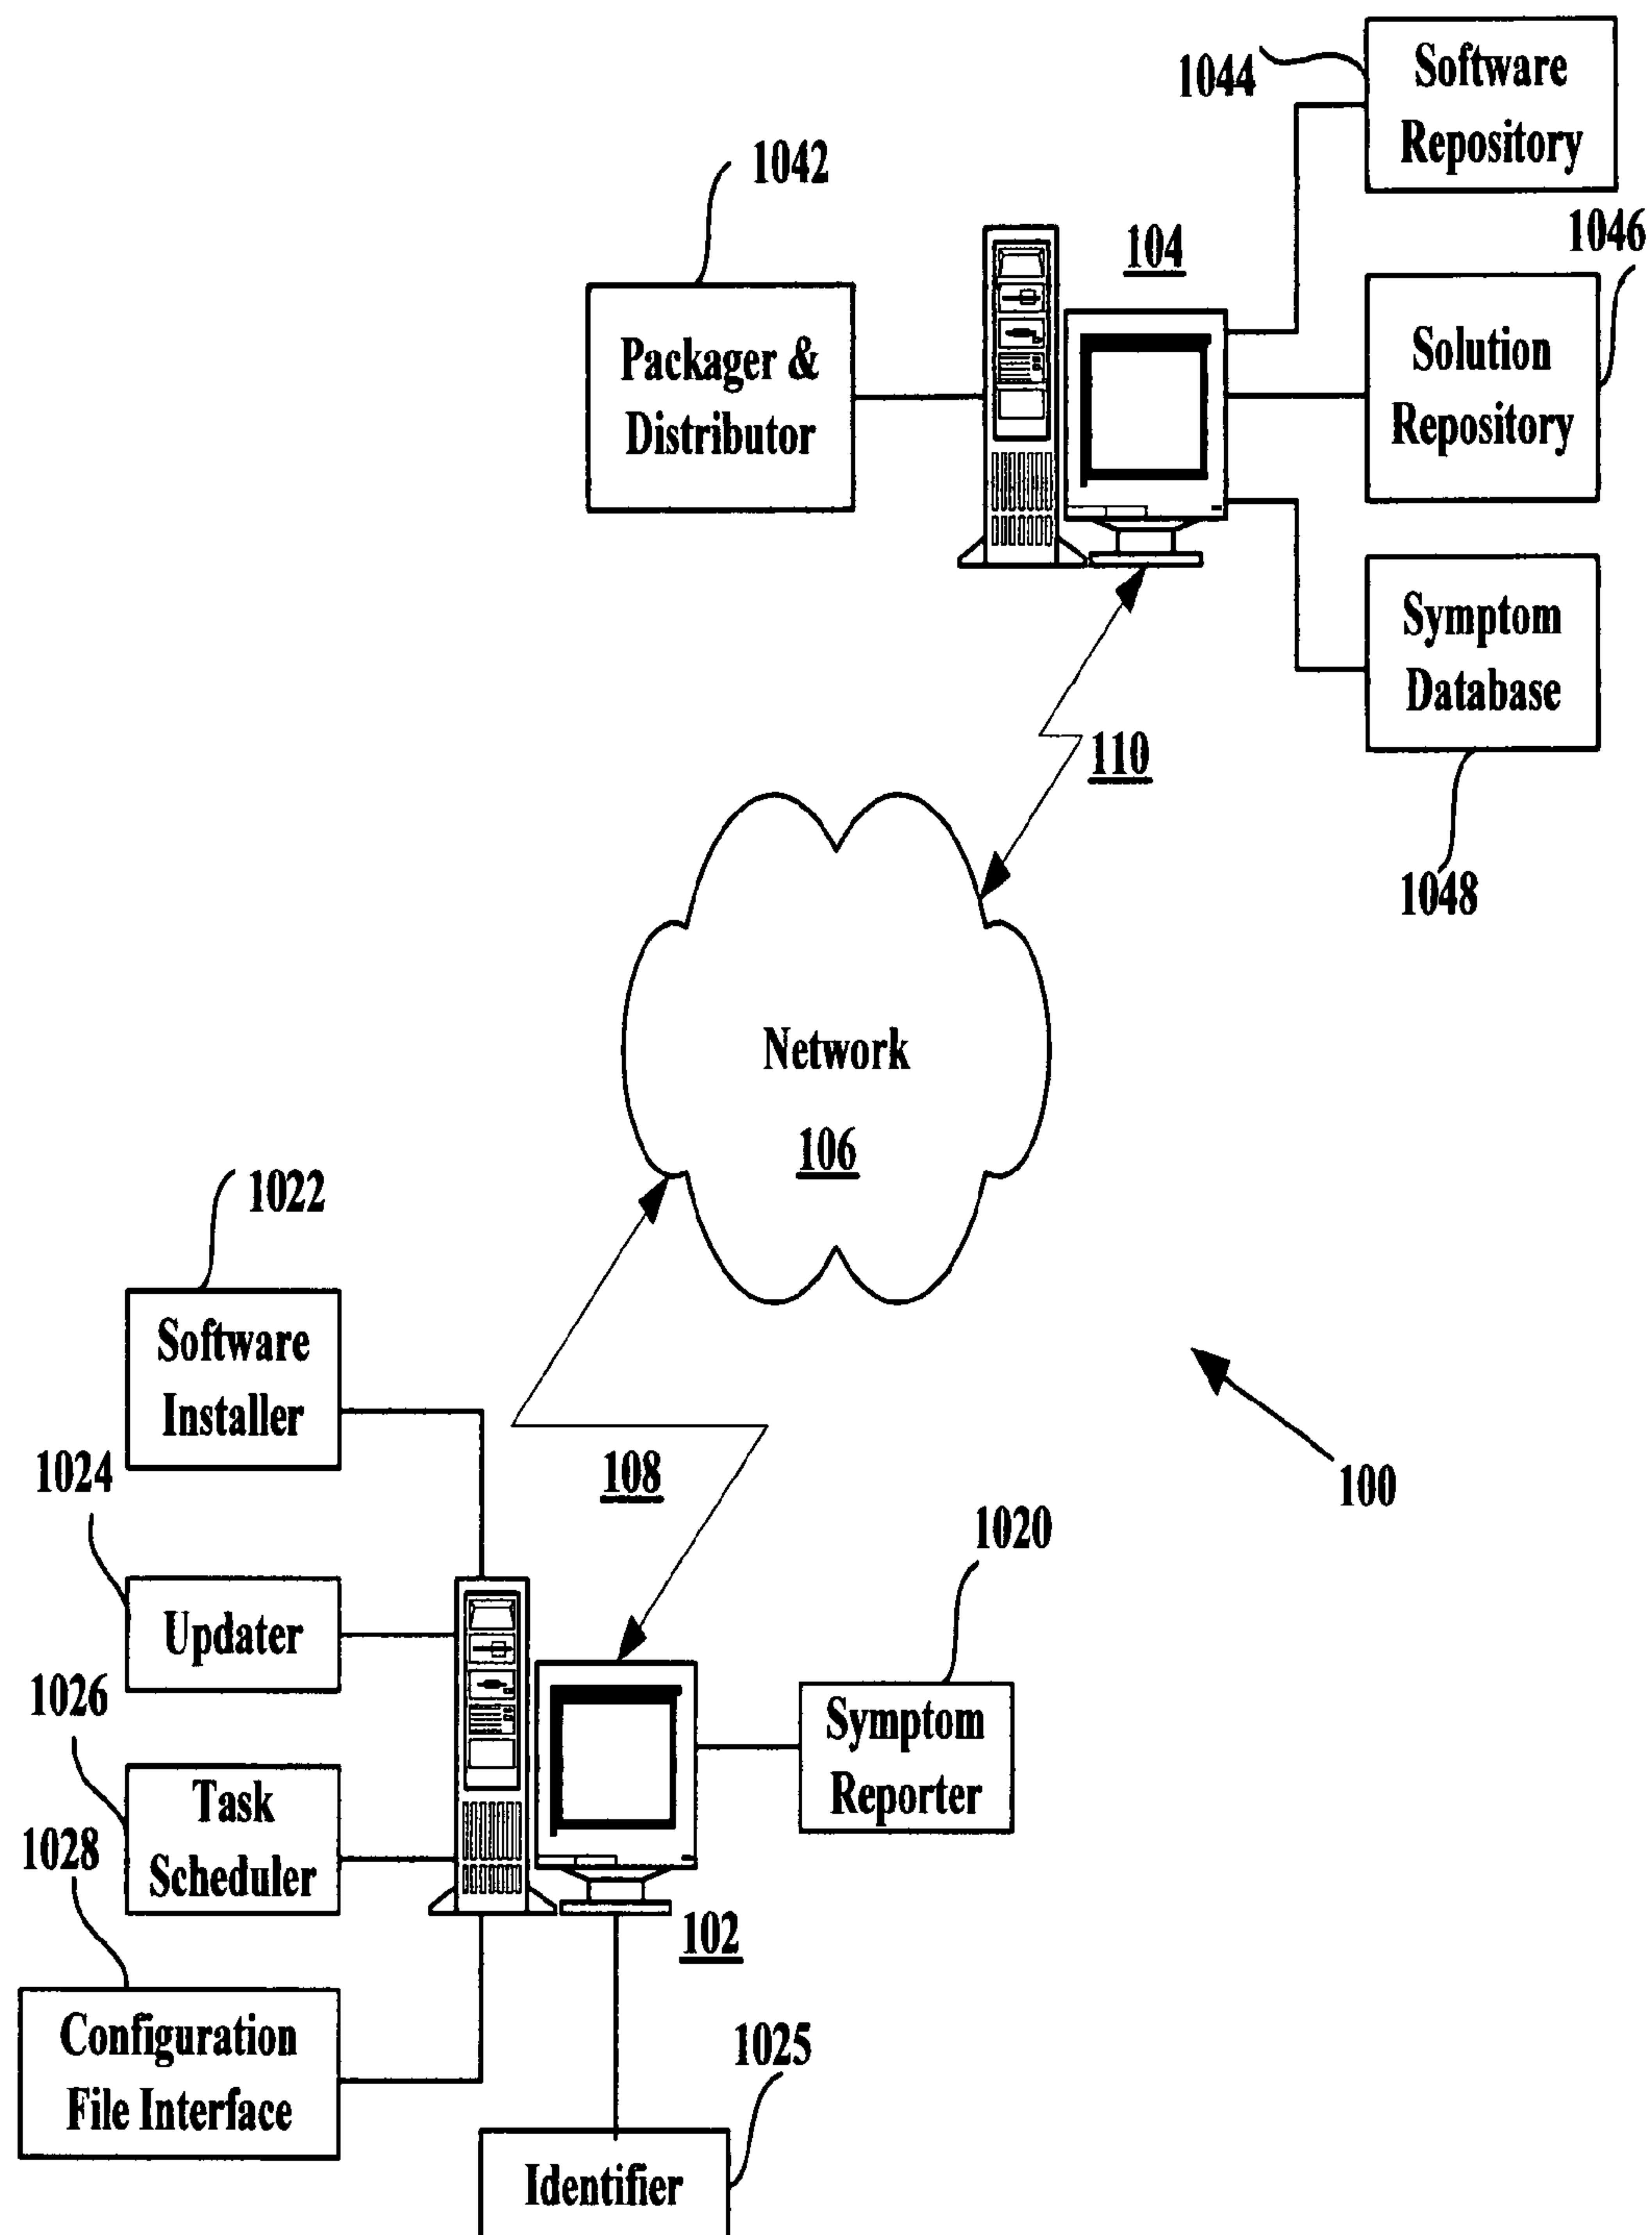 1044
Software
Repository
1042
104
1046
Packager &
Distributor
Solution
Repository
Symptom
Database
110
1048
Network
106
1022
Software
Installer
1024
108
100
1020
Updater
1026
Symptom
Reporter
Task
Scheduler
1028
102
Configuration
File Interface
1025
Identifier